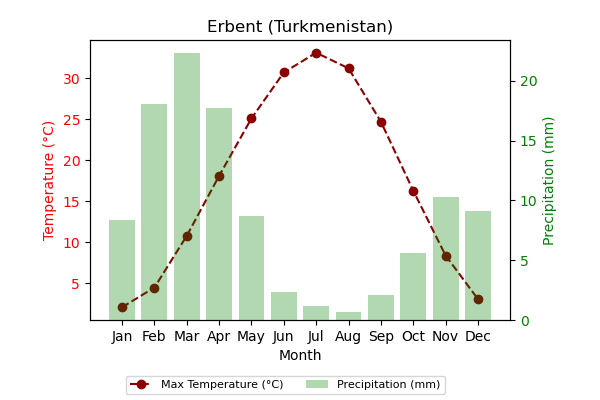 Erbent (Turkmenistan)
Temperature (°C)
30
25
20
15
10
5
20
15
10
5
0
Precipitation (mm)
Jan Feb Mar Apr May Jun Jul Aug Sep Oct Nov Dec
Month
Max Temperature (°C) Precipitation (mm)